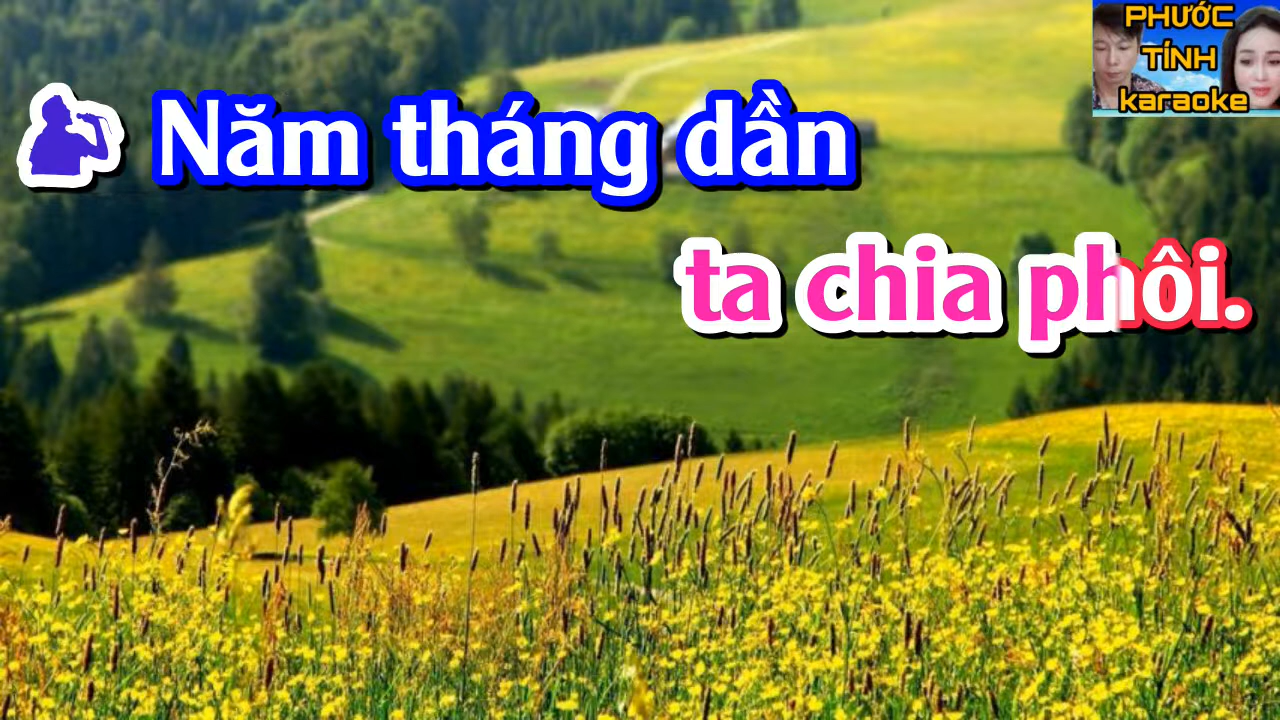 PHƯỚC
TÍNH
karaoke
Năm tháng dần
ta chia phôi.